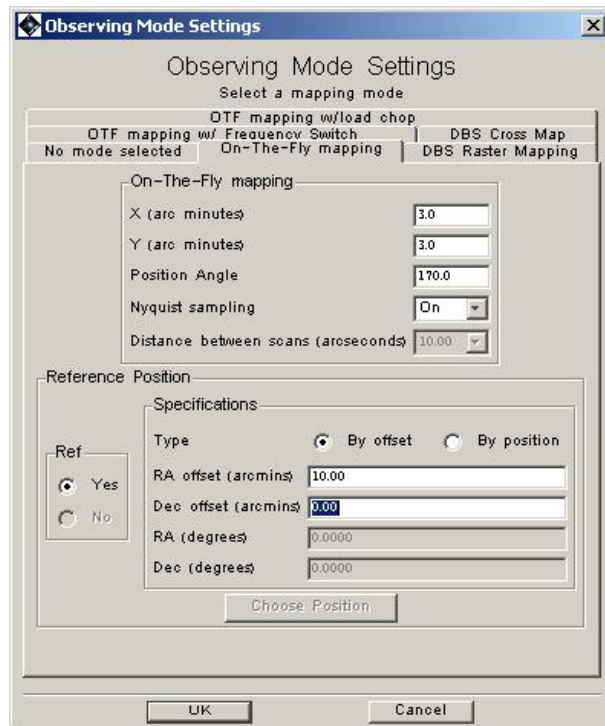 Observing Mode Settings
Observing Mode Settings
Select a mapping mode
OTF mapping w/load chop
OTF mapping w/ Frequency Switch DBS Cross Map
No mode selected On-The-Fly mapping DBS Raster Mapping
On-The-Fly mapping
X (arc minutes) 3.0
Y (arc minutes) 3.0
Position Angle 170.0
Nyquist sampling On
Distance between scans (arcseconds) 10.00
Reference Position
Specifications
Type By offset By position
Ref
Yes
No
RA offset (arcmins) 10.00
Dec offset (arcmins) 0.00
RA (degrees) 0.0000
Dec (degrees) 0.0000
Choose Position
UK Cancel